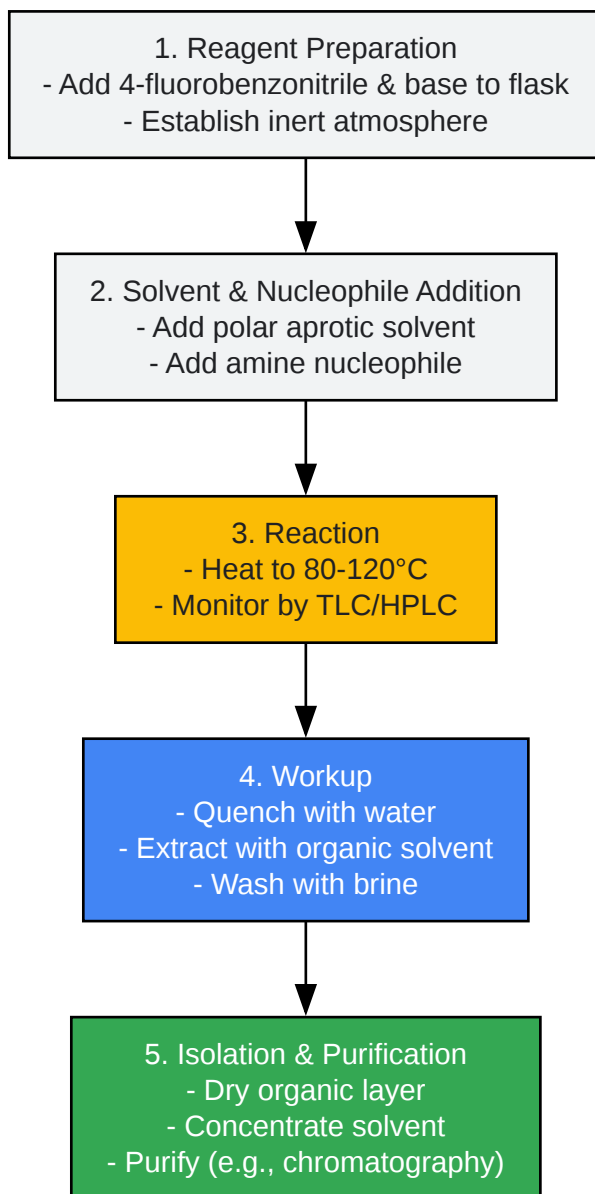 1. Reagent Preparation
- Add 4-fluorobenzonitrile & base to flask
- Establish inert atmosphere
2. Solvent & Nucleophile Addition
- Add polar aprotic solvent
- Add amine nucleophile
3. Reaction
- Heat to 80-120°C
- Monitor by TLC/HPLC
4. Workup
- Quench with water
- Extract with organic solvent
- Wash with brine
5. Isolation & Purification
- Dry organic layer
- Concentrate solvent
- Purify (e.g., chromatography)